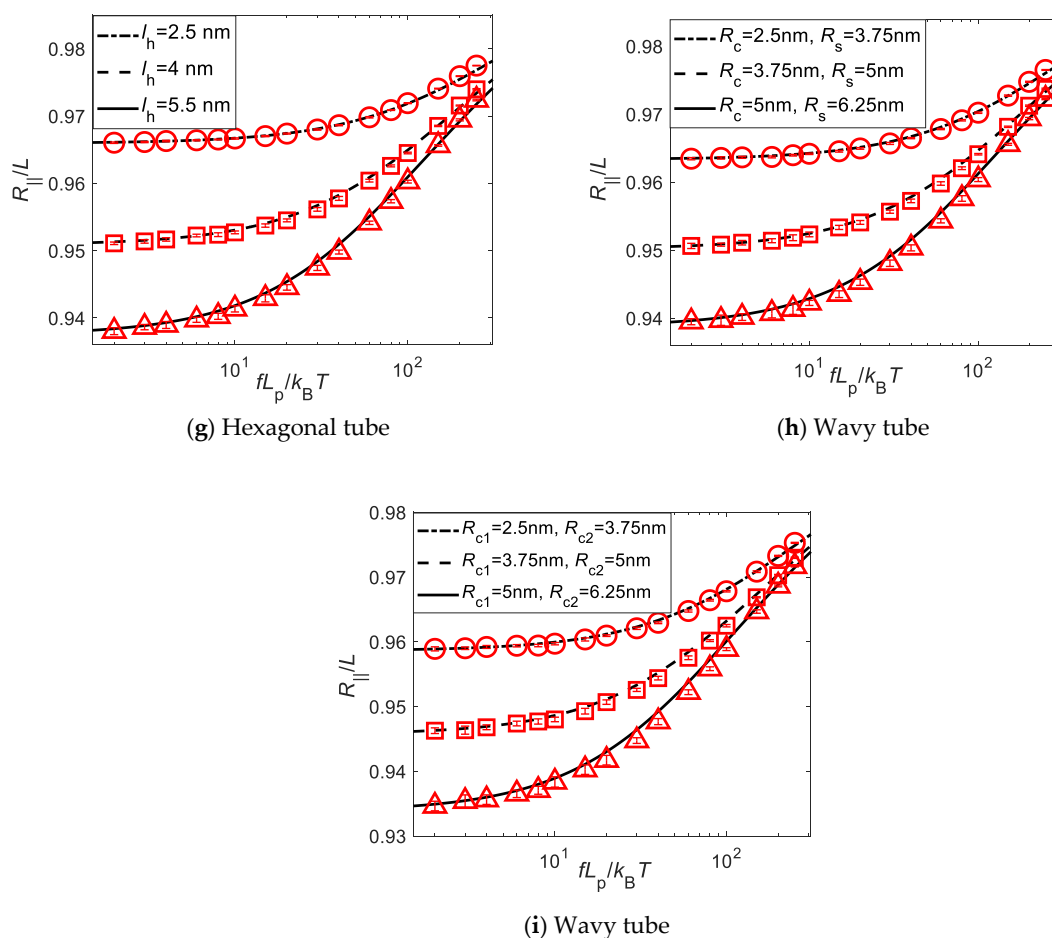 l_h=2.5 nm
l_h=4 nm
l_h=5.5 nm
0.98
0.97
0.96
0.95
0.94
R_||/L
10^1
10^2
fL_p/k_BT
(g) Hexagonal tube
R_c=2.5nm, R_s=3.75nm
R_c=3.75nm, R_s=5nm
R_c=5nm, R_s=6.25nm
0.98
0.97
0.96
0.95
0.94
R_||/L
10^1
10^2
fL_p/k_BT
(h) Wavy tube
R_c1=2.5nm, R_c2=3.75nm
R_c1=3.75nm, R_c2=5nm
R_c1=5nm, R_c2=6.25nm
0.98
0.97
0.96
0.95
0.94
0.93
R_||/L
10^1
10^2
fL_p/k_BT
(i) Wavy tube